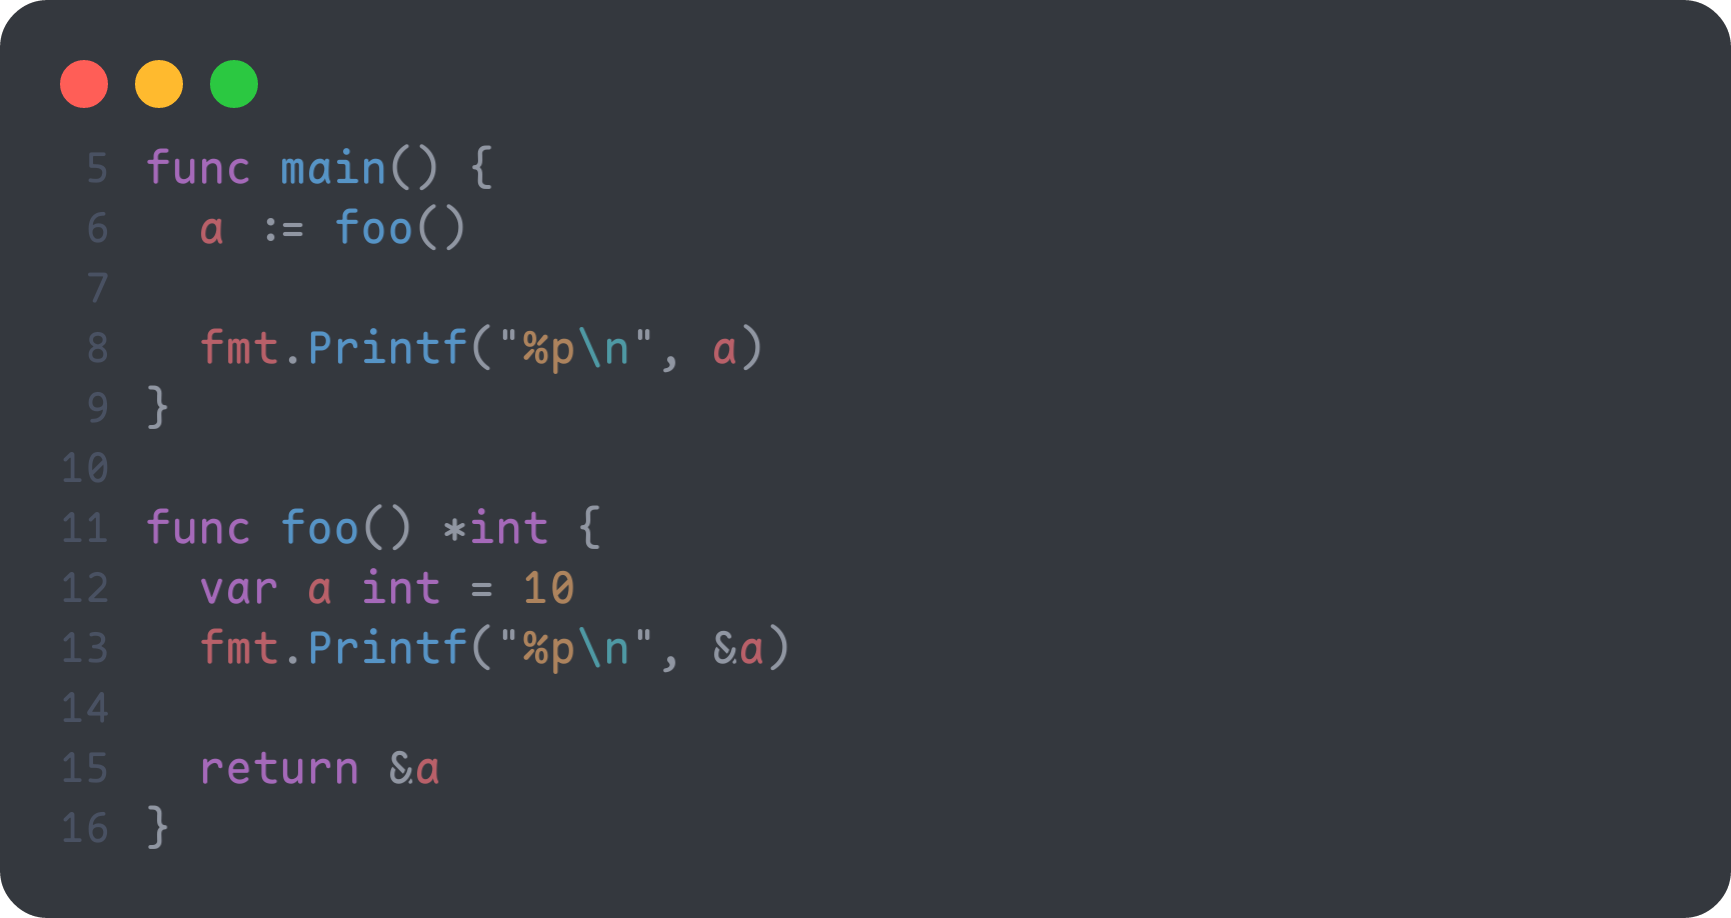 5 func main() {
6   a := foo()
7
8   fmt.Printf("%p\n", a)
9 }
10
11 func foo() *int {
12   var a int = 10
13   fmt.Printf("%p\n", &a)
14
15   return &a
16 }